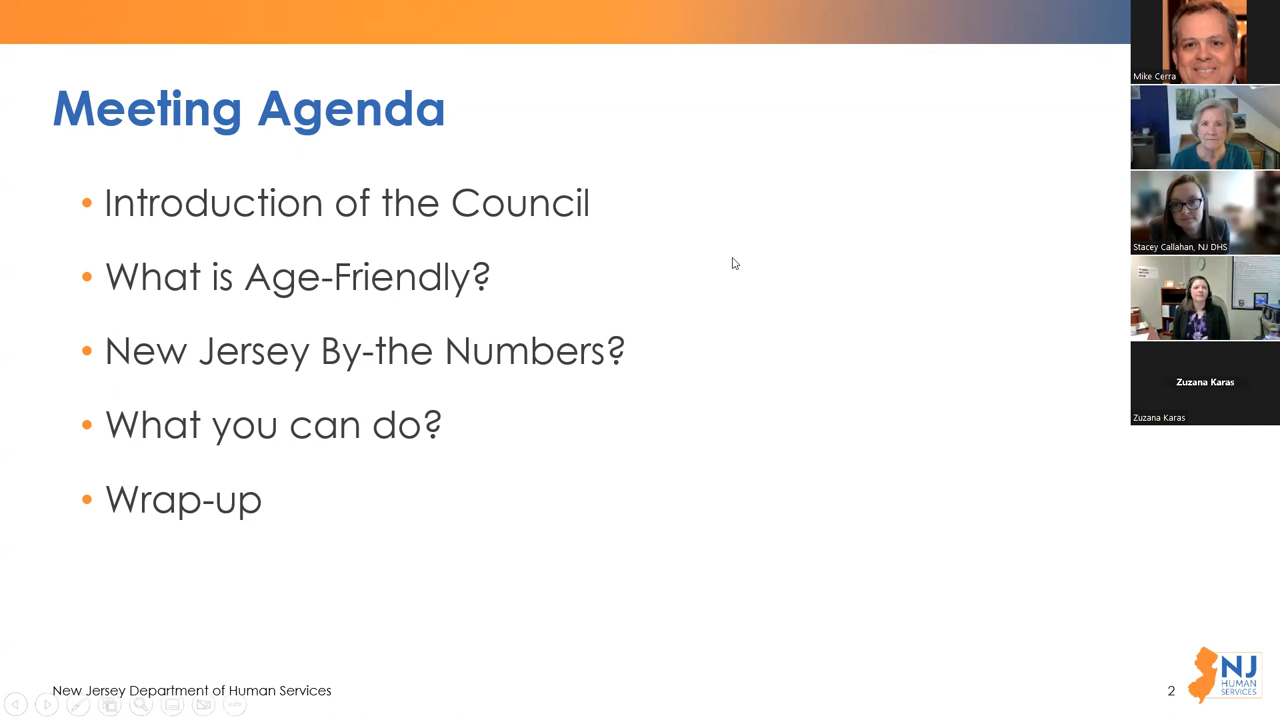 Meeting Agenda
• Introduction of the Council
• What is Age-Friendly?
• New Jersey By-the Numbers?
• What you can do?
• Wrap-up
New Jersey Department of Human Services
2
NJ
HUMAN
SERVICES
Mike Cerra
Stacey Callahan, NJ DHS
Zuzana Karas
Zuzana Karas